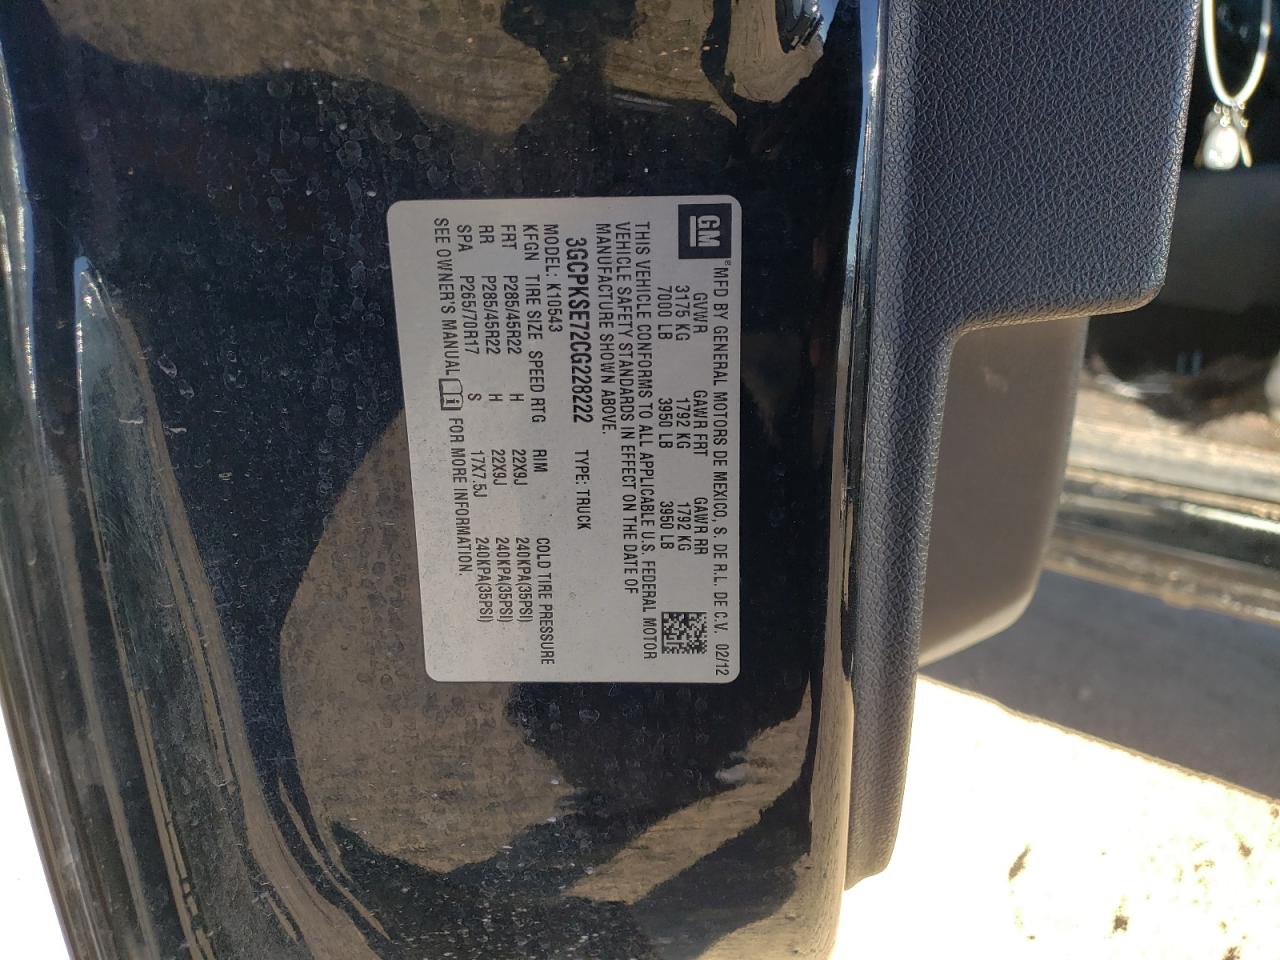 GM
® MFD BY GENERAL MOTORS DE MEXICO, S. DE R.L. DE C.V. 02/12
GVWR GAWR FRT GAWR RR
3175 KG 1792 KG 1792 KG
7000 LB 3950 LB 3950 LB
THIS VEHICLE CONFORMS TO ALL APPLICABLE U.S. FEDERAL MOTOR
VEHICLE SAFETY STANDARDS IN EFFECT ON THE DATE OF
MANUFACTURE SHOWN ABOVE.
3GCPKSE72CG228222 TYPE: TRUCK
MODEL: K10543
KFGN TIRE SIZE SPEED RTG RIM COLD TIRE PRESSURE
FRT P285/45R22 H 22X9J 240KPA(35PSI)
RR P285/45R22 H 22X9J 240KPA(35PSI)
SPA P265/70R17 S 17X7.5J 240KPA(35PSI)
SEE OWNER'S MANUAL i FOR MORE INFORMATION.